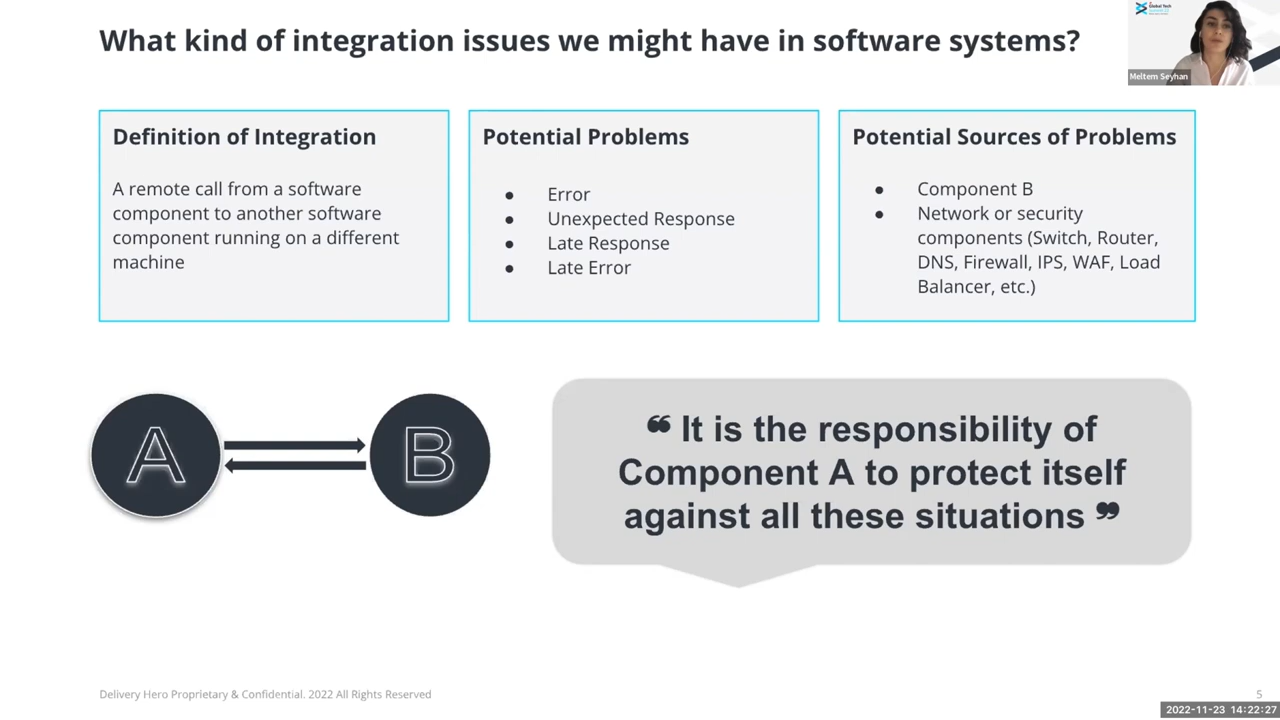 What kind of integration issues we might have in software systems?
Global Tech
Meltem Seyhan
Definition of Integration
A remote call from a software
component to another software
component running on a different
machine
Potential Problems
● Error
● Unexpected Response
● Late Response
● Late Error
Potential Sources of Problems
● Component B
● Network or security
components (Switch, Router,
DNS, Firewall, IPS, WAF, Load
Balancer, etc.)
A
B
❝ It is the responsibility of
Component A to protect itself
against all these situations ❞
Delivery Hero Proprietary & Confidential. 2022 All Rights Reserved
5
2022-11-23 14:22:27